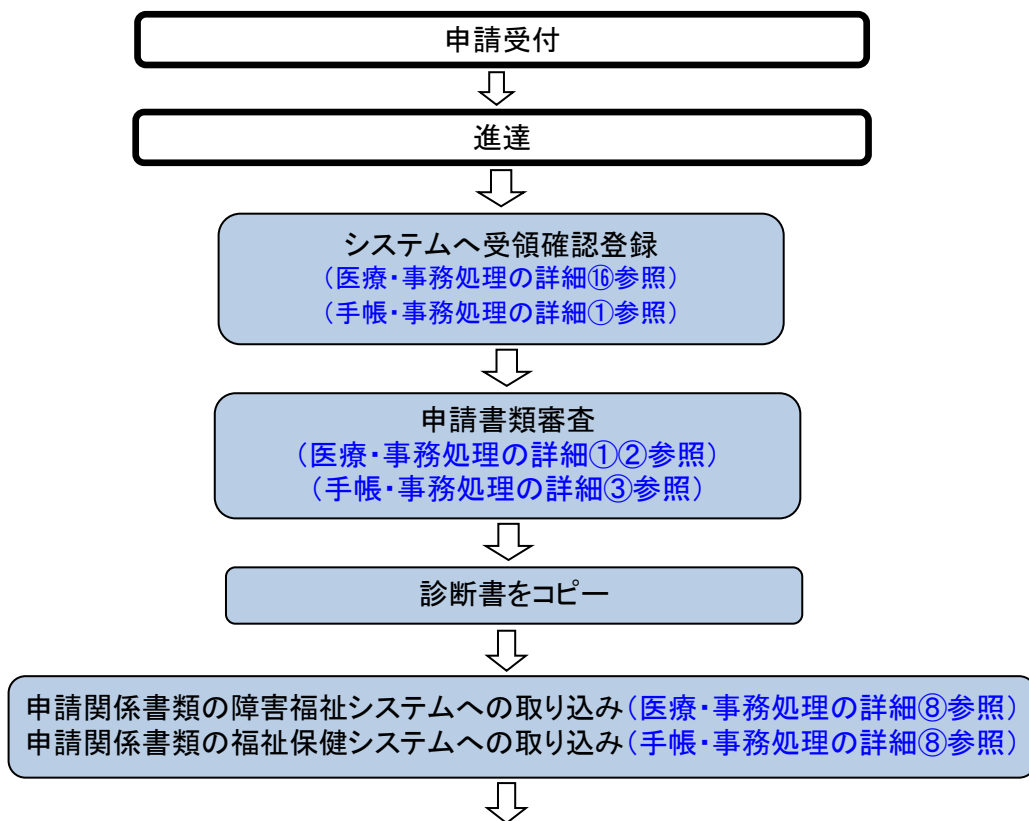 申請受付
進達
システムへ受領確認登録
（医療・事務処理の詳細⑯参照）
（手帳・事務処理の詳細①参照）
申請書類審査
（医療・事務処理の詳細①②参照）
（手帳・事務処理の詳細③参照）
診断書をコピー
申請関係書類の障害福祉システムへの取り込み（医療・事務処理の詳細⑧参照）
申請関係書類の福祉保健システムへの取り込み（手帳・事務処理の詳細⑧参照）